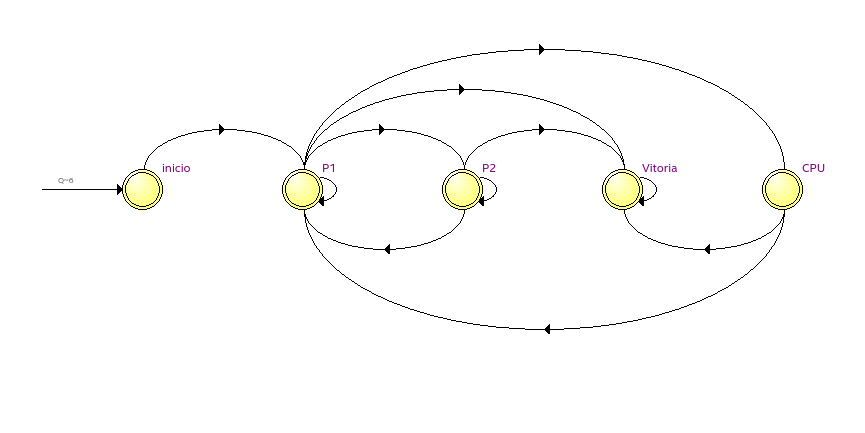 inicio
P1
P2
Vitoria
CPU
Q~6